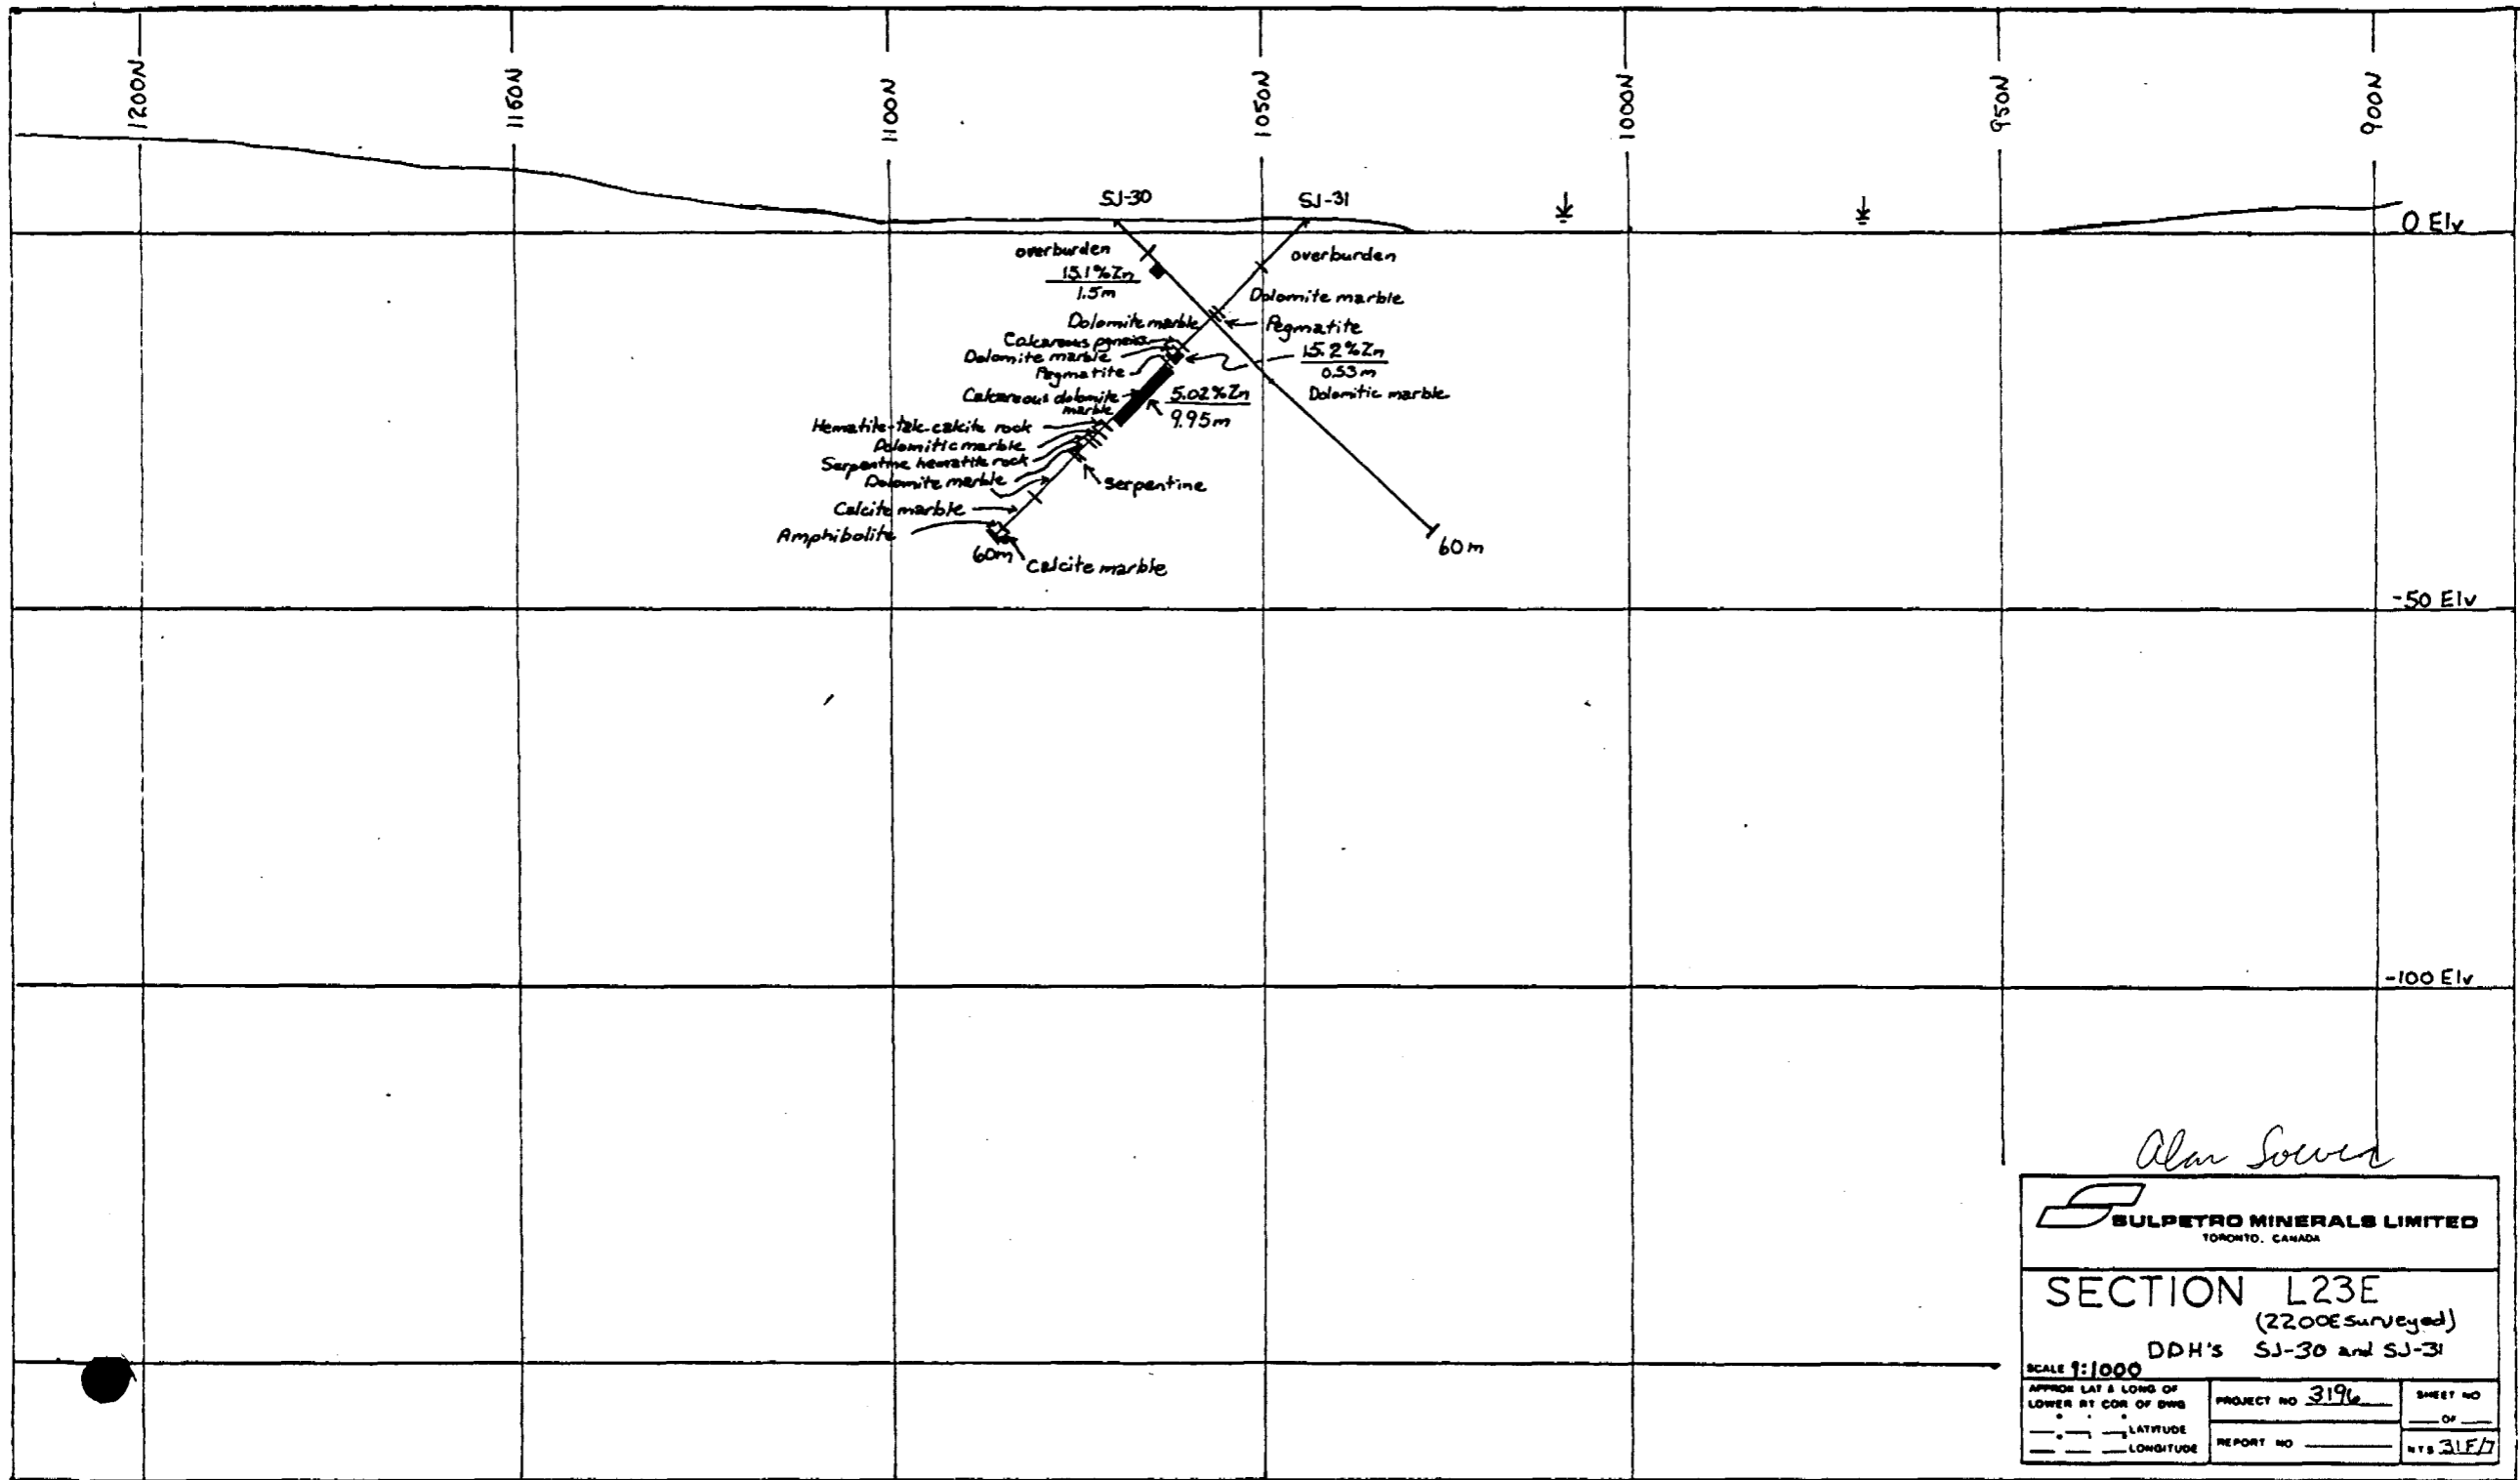 1200N
1150N
1100N
1050N
1000N
950N
900N
SJ-30
SJ-31
0 Elv
overburden
15.1%Zn
1.5m
overburden
Dolomite marble
Pegmatite
15.2%Zn
0.53m
Dolomitic marble
Dolomite marble
Calcareous gneiss
Dolomite marble
Pegmatite
Calcareous dolomite
marble
5.02%Zn
9.95m
Hematite-talc-calcite rock
Dolomitic marble
Serpentine hematite rock
Dolomite marble
serpentine
Calcite marble
Amphibolite
60m
Calcite marble
60m
-50 Elv
-100 Elv
Alan
SULPETRO MINERALS LIMITED
TORONTO, CANADA
SECTION L23E
(2200E surveyed)
DDH's SJ-30 and SJ-31
SCALE 1:1000
APPROX LAT & LONG OF
LOWER RT COR OF DWG
LATITUDE
LONGITUDE
PROJECT NO 3196
REPORT NO
SHEET NO
OF
NTS 31F/7